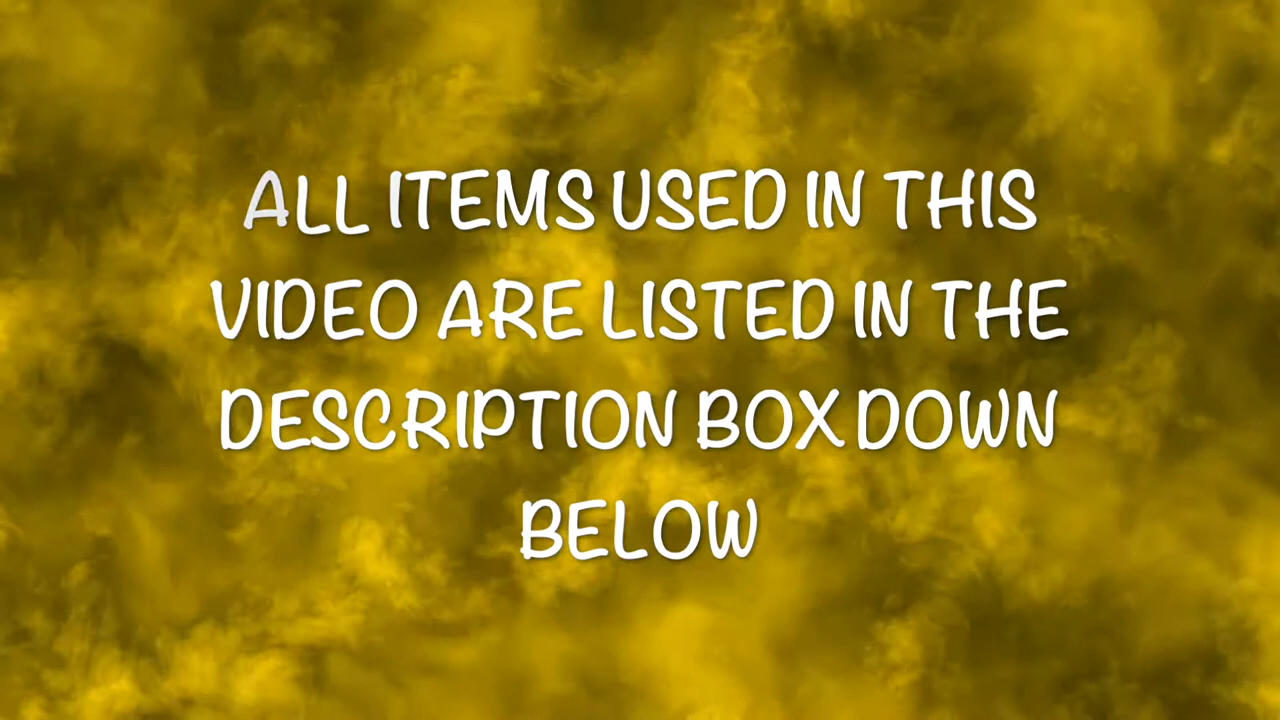 ALL ITEMS USED IN THIS
VIDEO ARE LISTED IN THE
DESCRIPTION BOX DOWN
BELOW